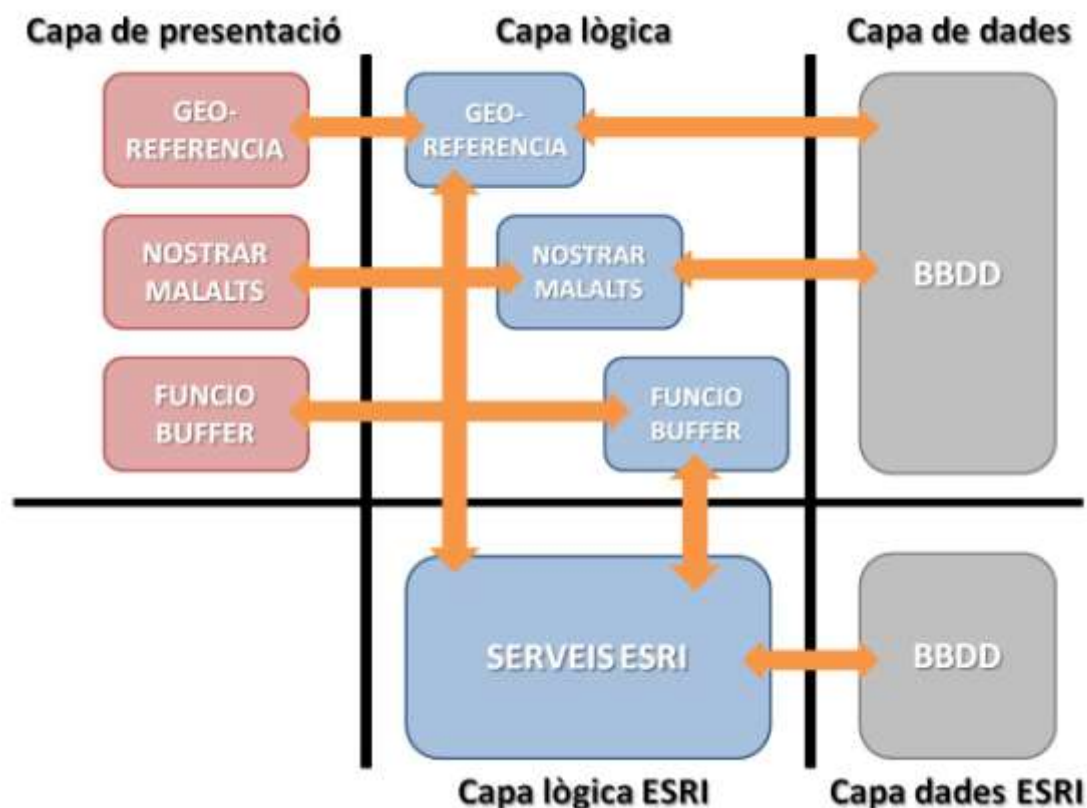 Capa de presentació
Capa lògica
Capa de dades
GEO-
REFERENCIA
GEO-
REFERENCIA
NOSTRAR
MALALTS
NOSTRAR
MALALTS
BBDD
FUNCIO
BUFFER
FUNCIO
BUFFER
SERVEIS ESRI
BBDD
Capa lògica ESRI
Capa dades ESRI